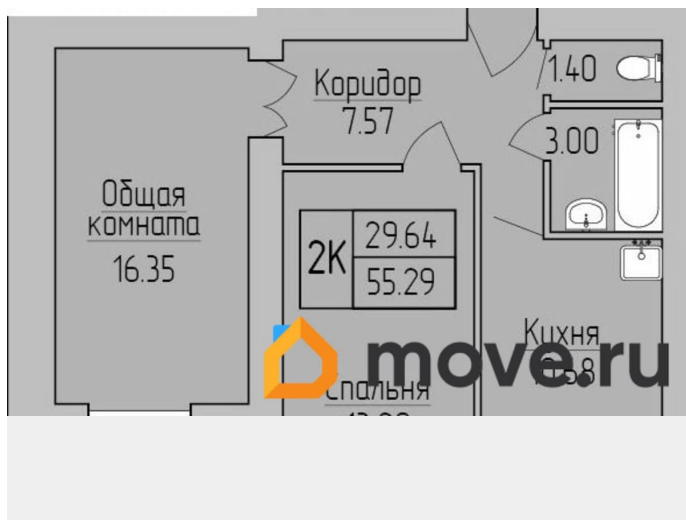 1.40
Коридор
7.57
3.00
Общая
комната
16.35
2К
29.64
55.29
Кухня
move.ru
Спальня